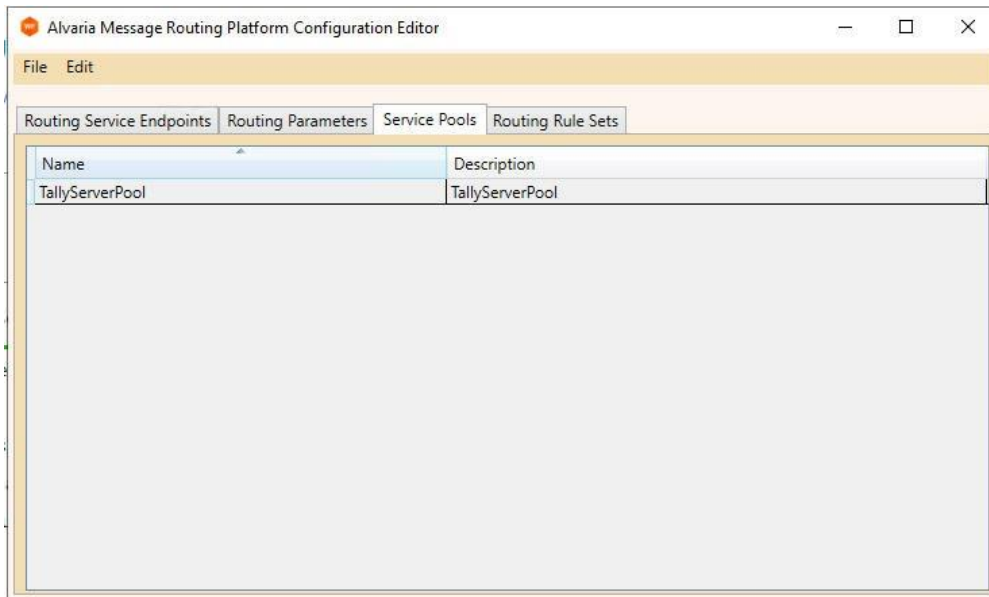 Alvaria Message Routing Platform Configuration Editor
File Edit
Routing Service Endpoints Routing Parameters Service Pools Routing Rule Sets
Name Description
TallyServerPool TallyServerPool